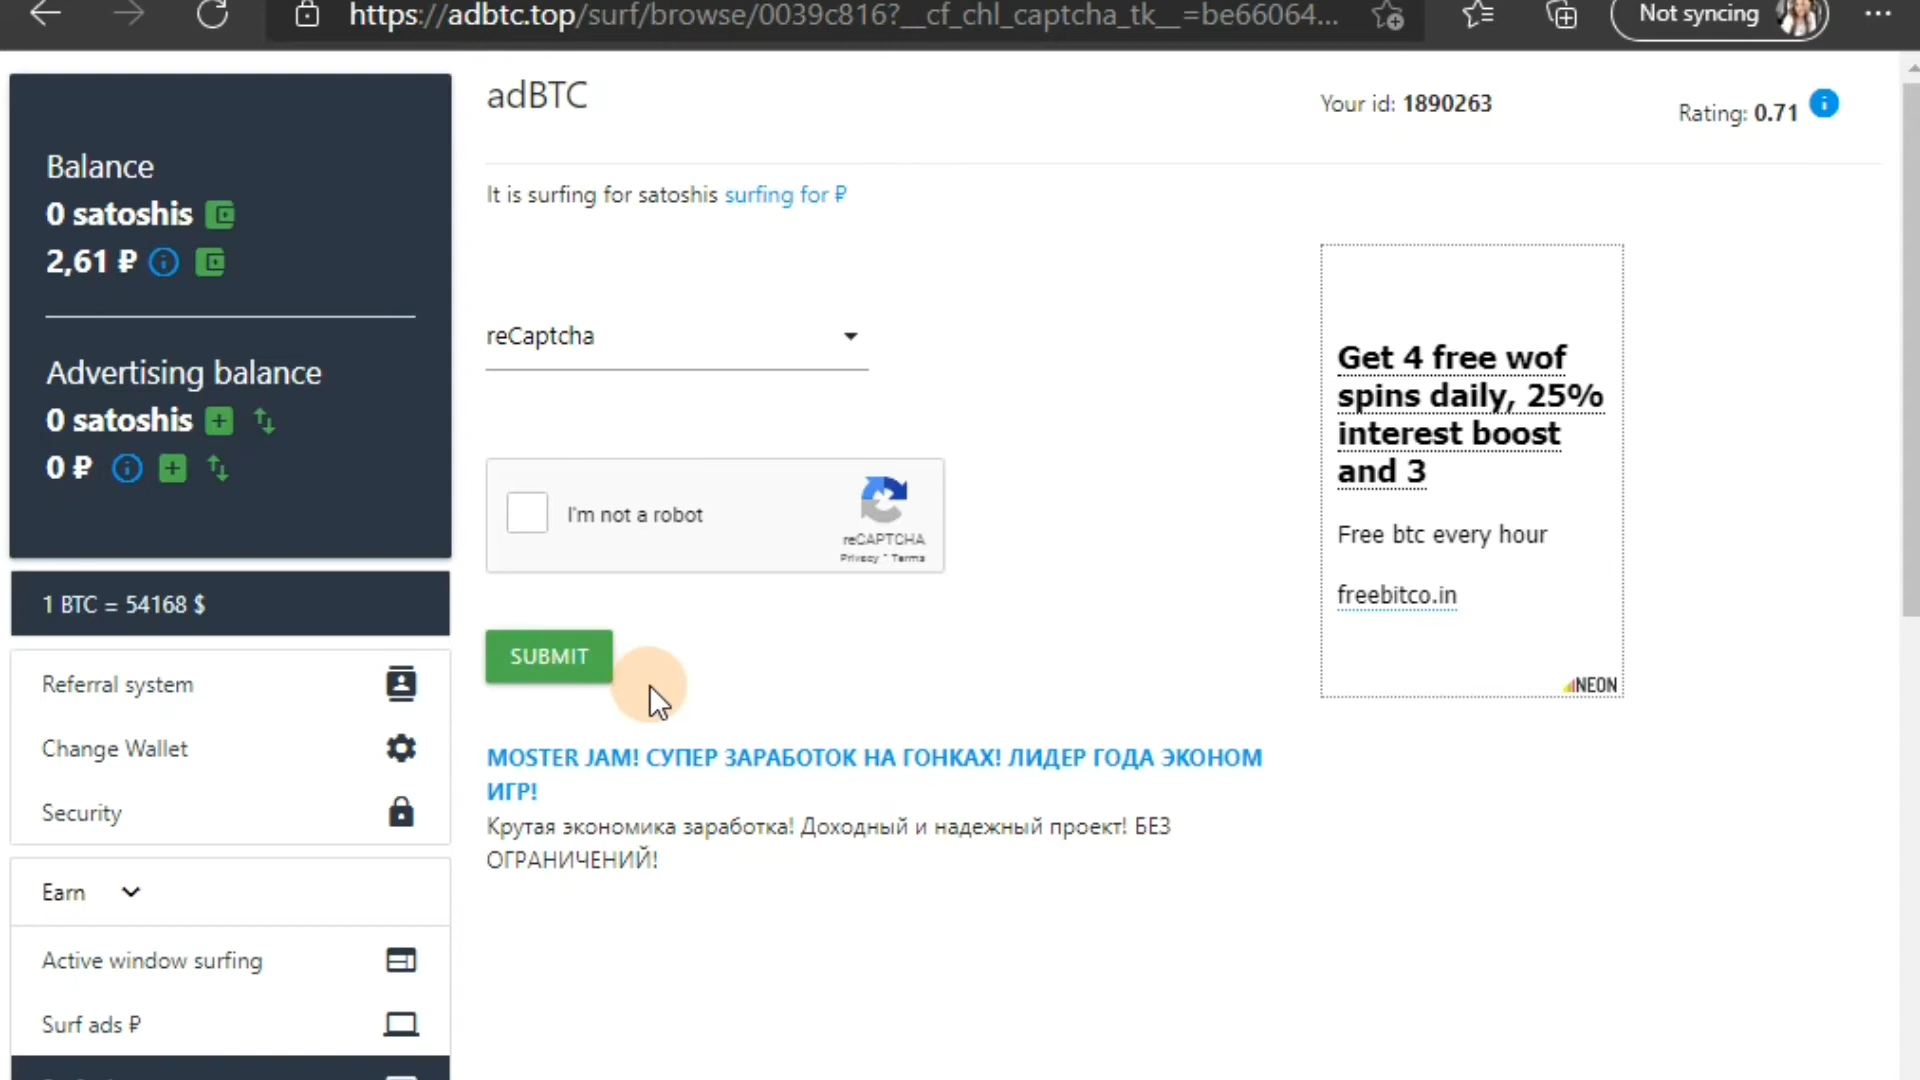 https://adbtc.top/surf/browse/0039c816?__cf_chl_captcha_tk__=be66064...
Not syncing
Balance
0 satoshis
2,61 ₽
Advertising balance
0 satoshis
0 ₽
1 BTC = 54168 $
Referral system
Change Wallet
Security
Earn
Active window surfing
Surf ads ₽
adBTC
Your id: 1890263
Rating: 0.71
It is surfing for satoshis surfing for ₽
reCaptcha
I'm not a robot
reCAPTCHA
Privacy - Terms
SUBMIT
MOSTER JAM! СУПЕР ЗАРАБОТОК НА ГОНКАХ! ЛИДЕР ГОДА ЭКОНОМ
ИГР!
Крутая экономика заработка! Доходный и надежный проект! БЕЗ
ОГРАНИЧЕНИЙ!
Get 4 free wof
spins daily, 25%
interest boost
and 3
Free btc every hour
freebitco.in
NEON